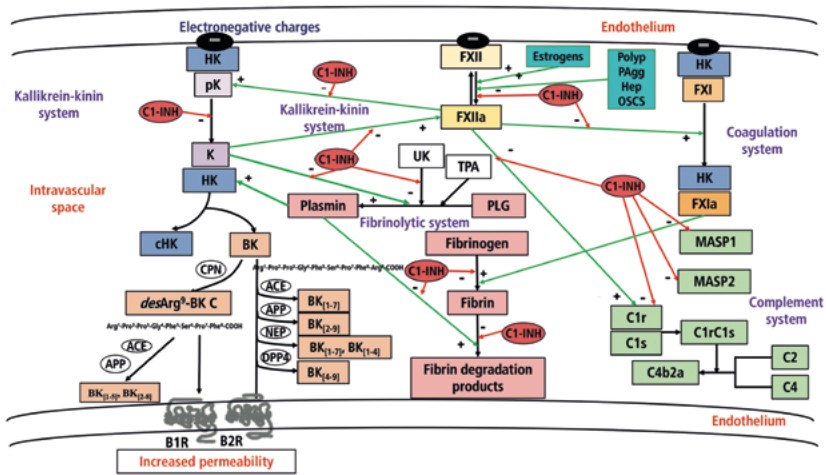 Electronegative charges
Endothelium
HK
pK
FXII
Estrogens
Polyp
PAgg
Hep
OSCS
HK
FXI
C1-INH
C1-INH
C1-INH
Kallikrein-kinin
system
Kallikrein-kinin
system
FXIIa
Coagulation
system
K
HK
C1-INH
UK
TPA
C1-INH
HK
FXIa
Intravascular
space
Plasmin
PLG
Fibrinolytic system
MASP1
cHK
BK
Fibrinogen
CPN
Arg¹-Pro²-Pro³-Gly⁴-Phe⁵-Ser⁶-Pro⁷-Phe⁸-Arg⁹-COOH
C1-INH
MASP2
desArg⁹-BK C
ACE
BK[1-7]
Fibrin
Complement
system
Arg¹-Pro²-Pro³-Gly⁴-Phe⁵-Ser⁶-Pro⁷-Phe⁸-COOH
APP
BK[2-9]
C1r
C1s
C1rC1s
C1-INH
ACE
NEP
BK[1-7], BK[1-4]
APP
DPP4
BK[4-9]
Fibrin degradation
products
C4b2a
C2
C4
BK[1-5], BK[2-9]
Endothelium
B1R
B2R
Increased permeability